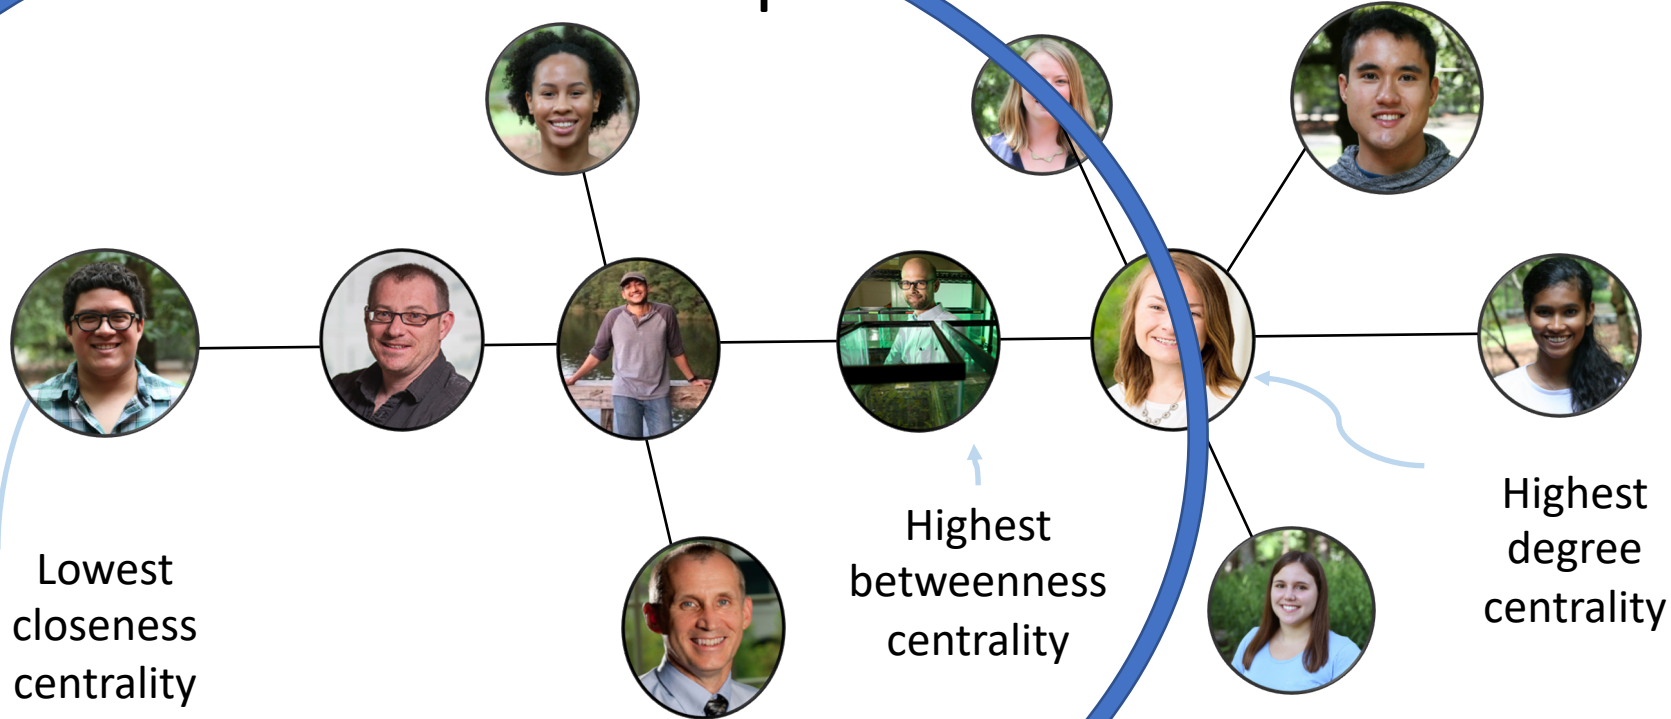 Lowest
closeness
centrality
Highest
betweenness
centrality
Highest
degree
centrality